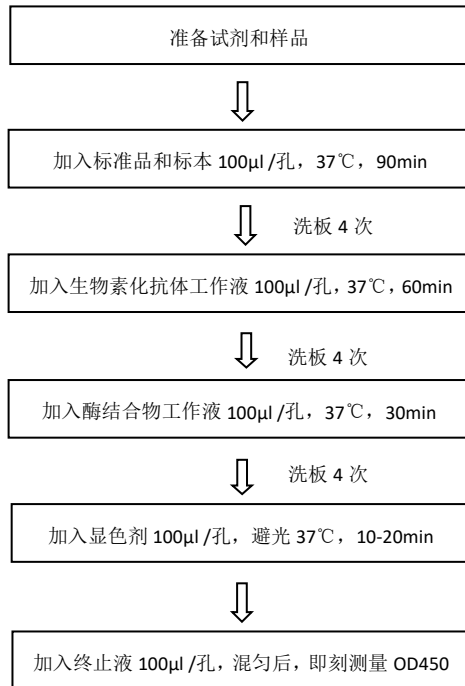 准备试剂和样品
加入标准品和标本 100μl /孔，37℃，90min
洗板 4 次
加入生物素化抗体工作液 100μl /孔，37℃，60min
洗板 4 次
加入酶结合物工作液 100μl /孔，37℃，30min
洗板 4 次
加入显色剂 100μl /孔，避光 37℃，10-20min
加入终止液 100μl /孔，混匀后，即刻测量 OD450